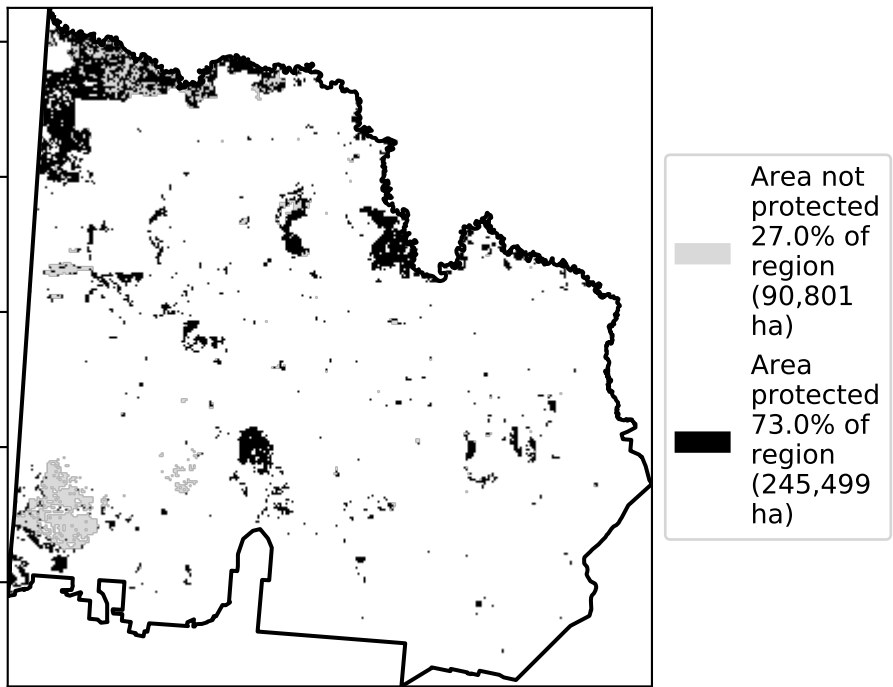 Area not
protected
27.0% of
region
(90,801
ha)
Area
protected
73.0% of
region
(245,499
ha)